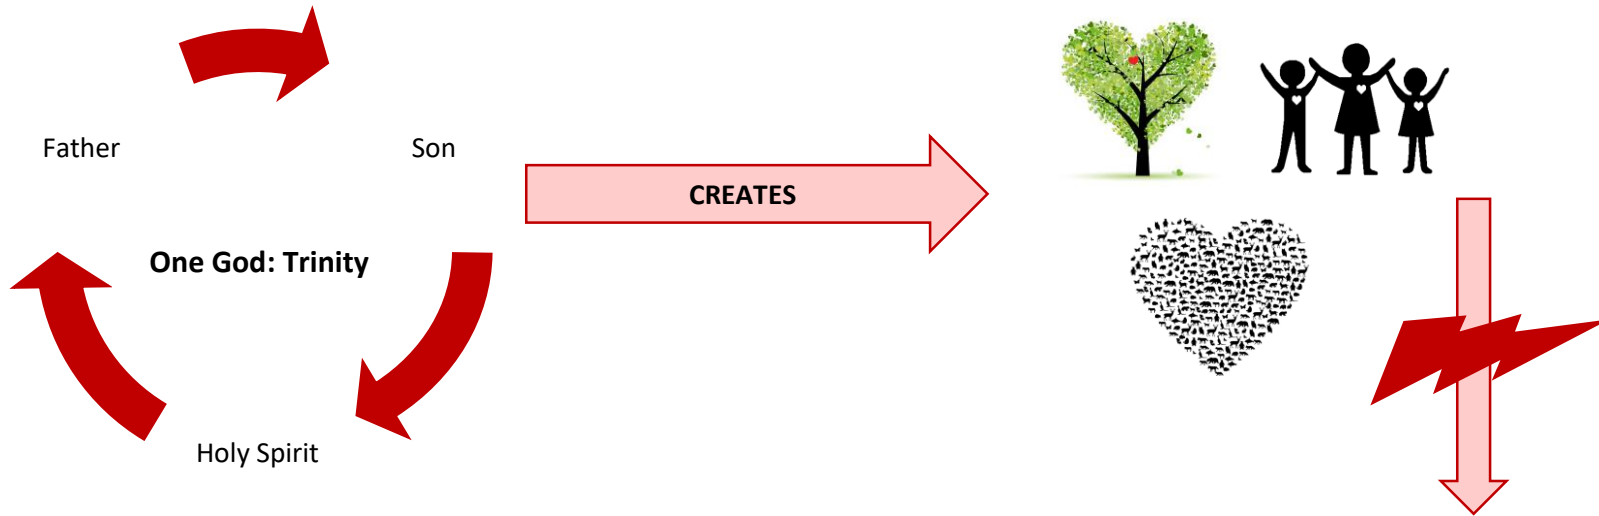 Father
Son
CREATES
One God: Trinity
Holy Spirit